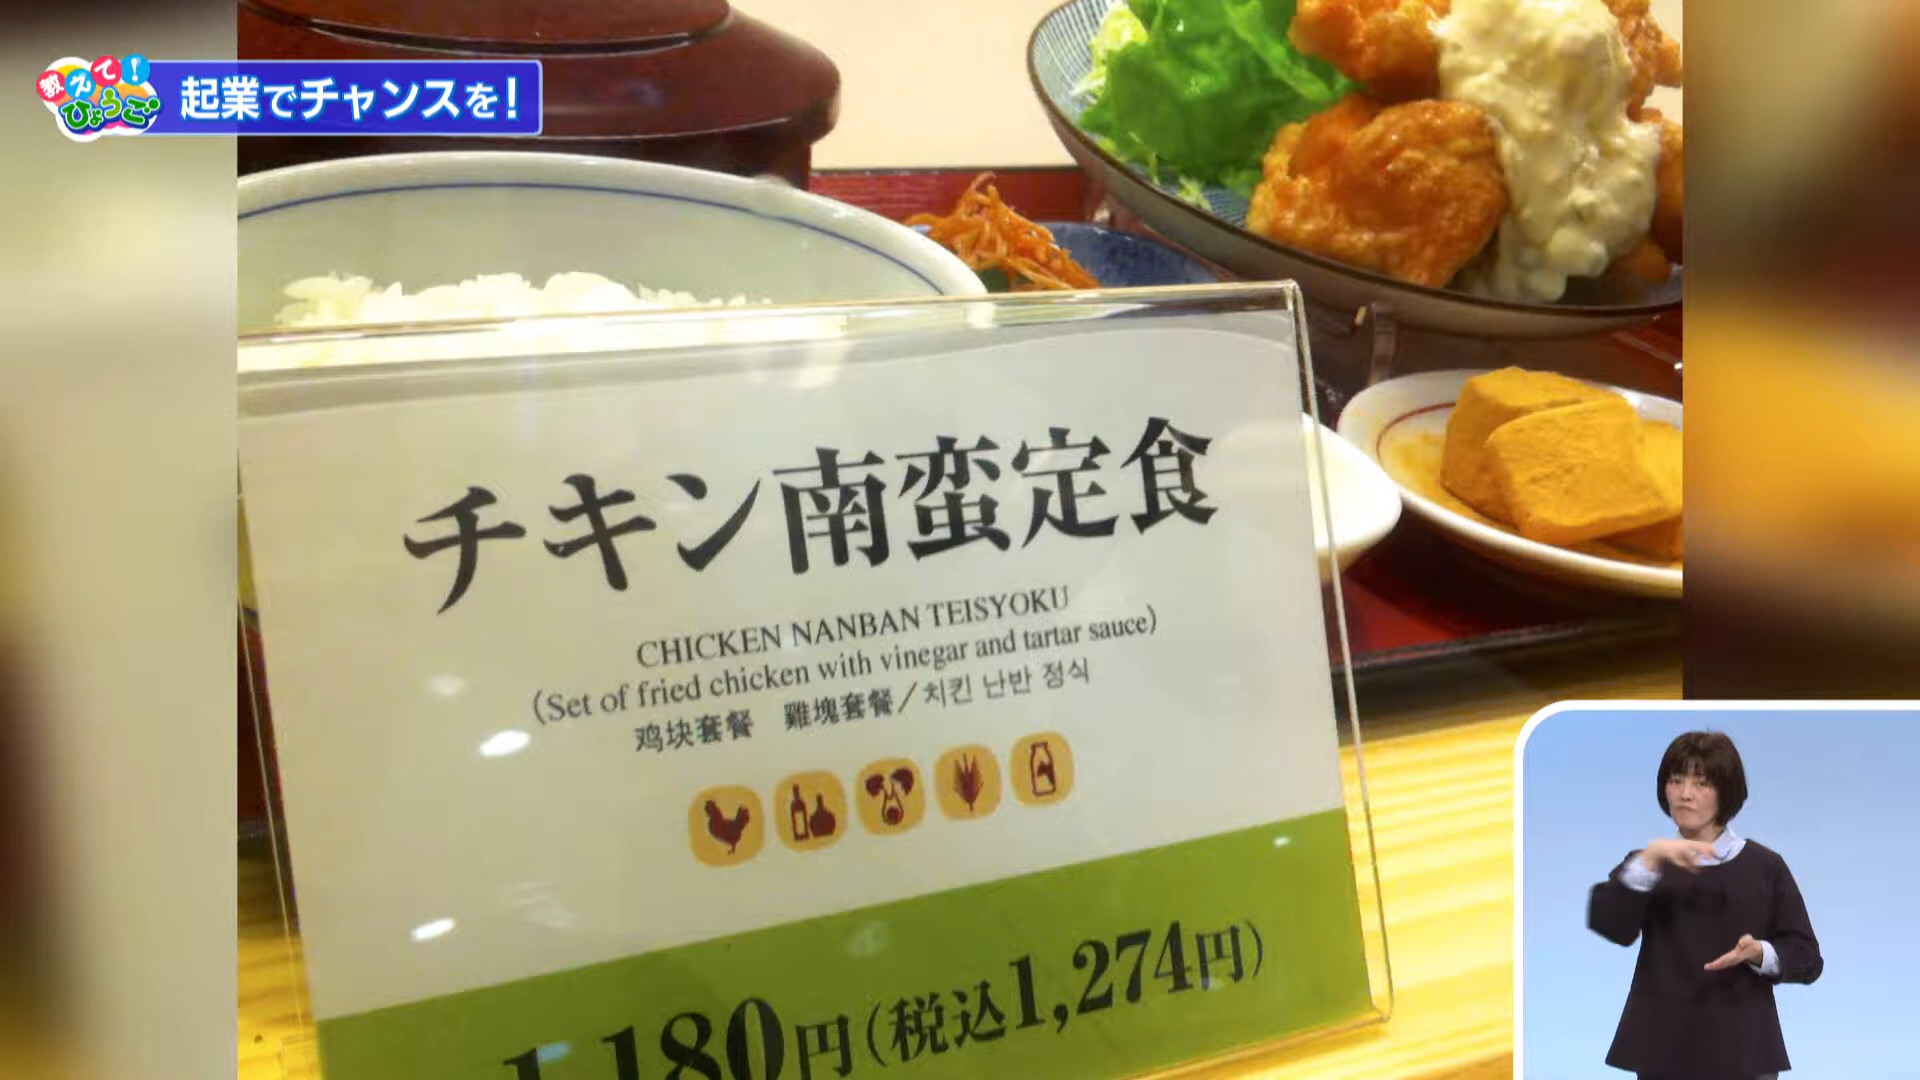 教えて!
ひょうご
起業でチャンスを!
チキン南蛮定食
CHICKEN NANBAN TEISYOKU
(Set of fried chicken with vinegar and tartar sauce)
鸡块套餐 雞塊套餐/치킨 난반 정식
1,180円(税込1,274円)